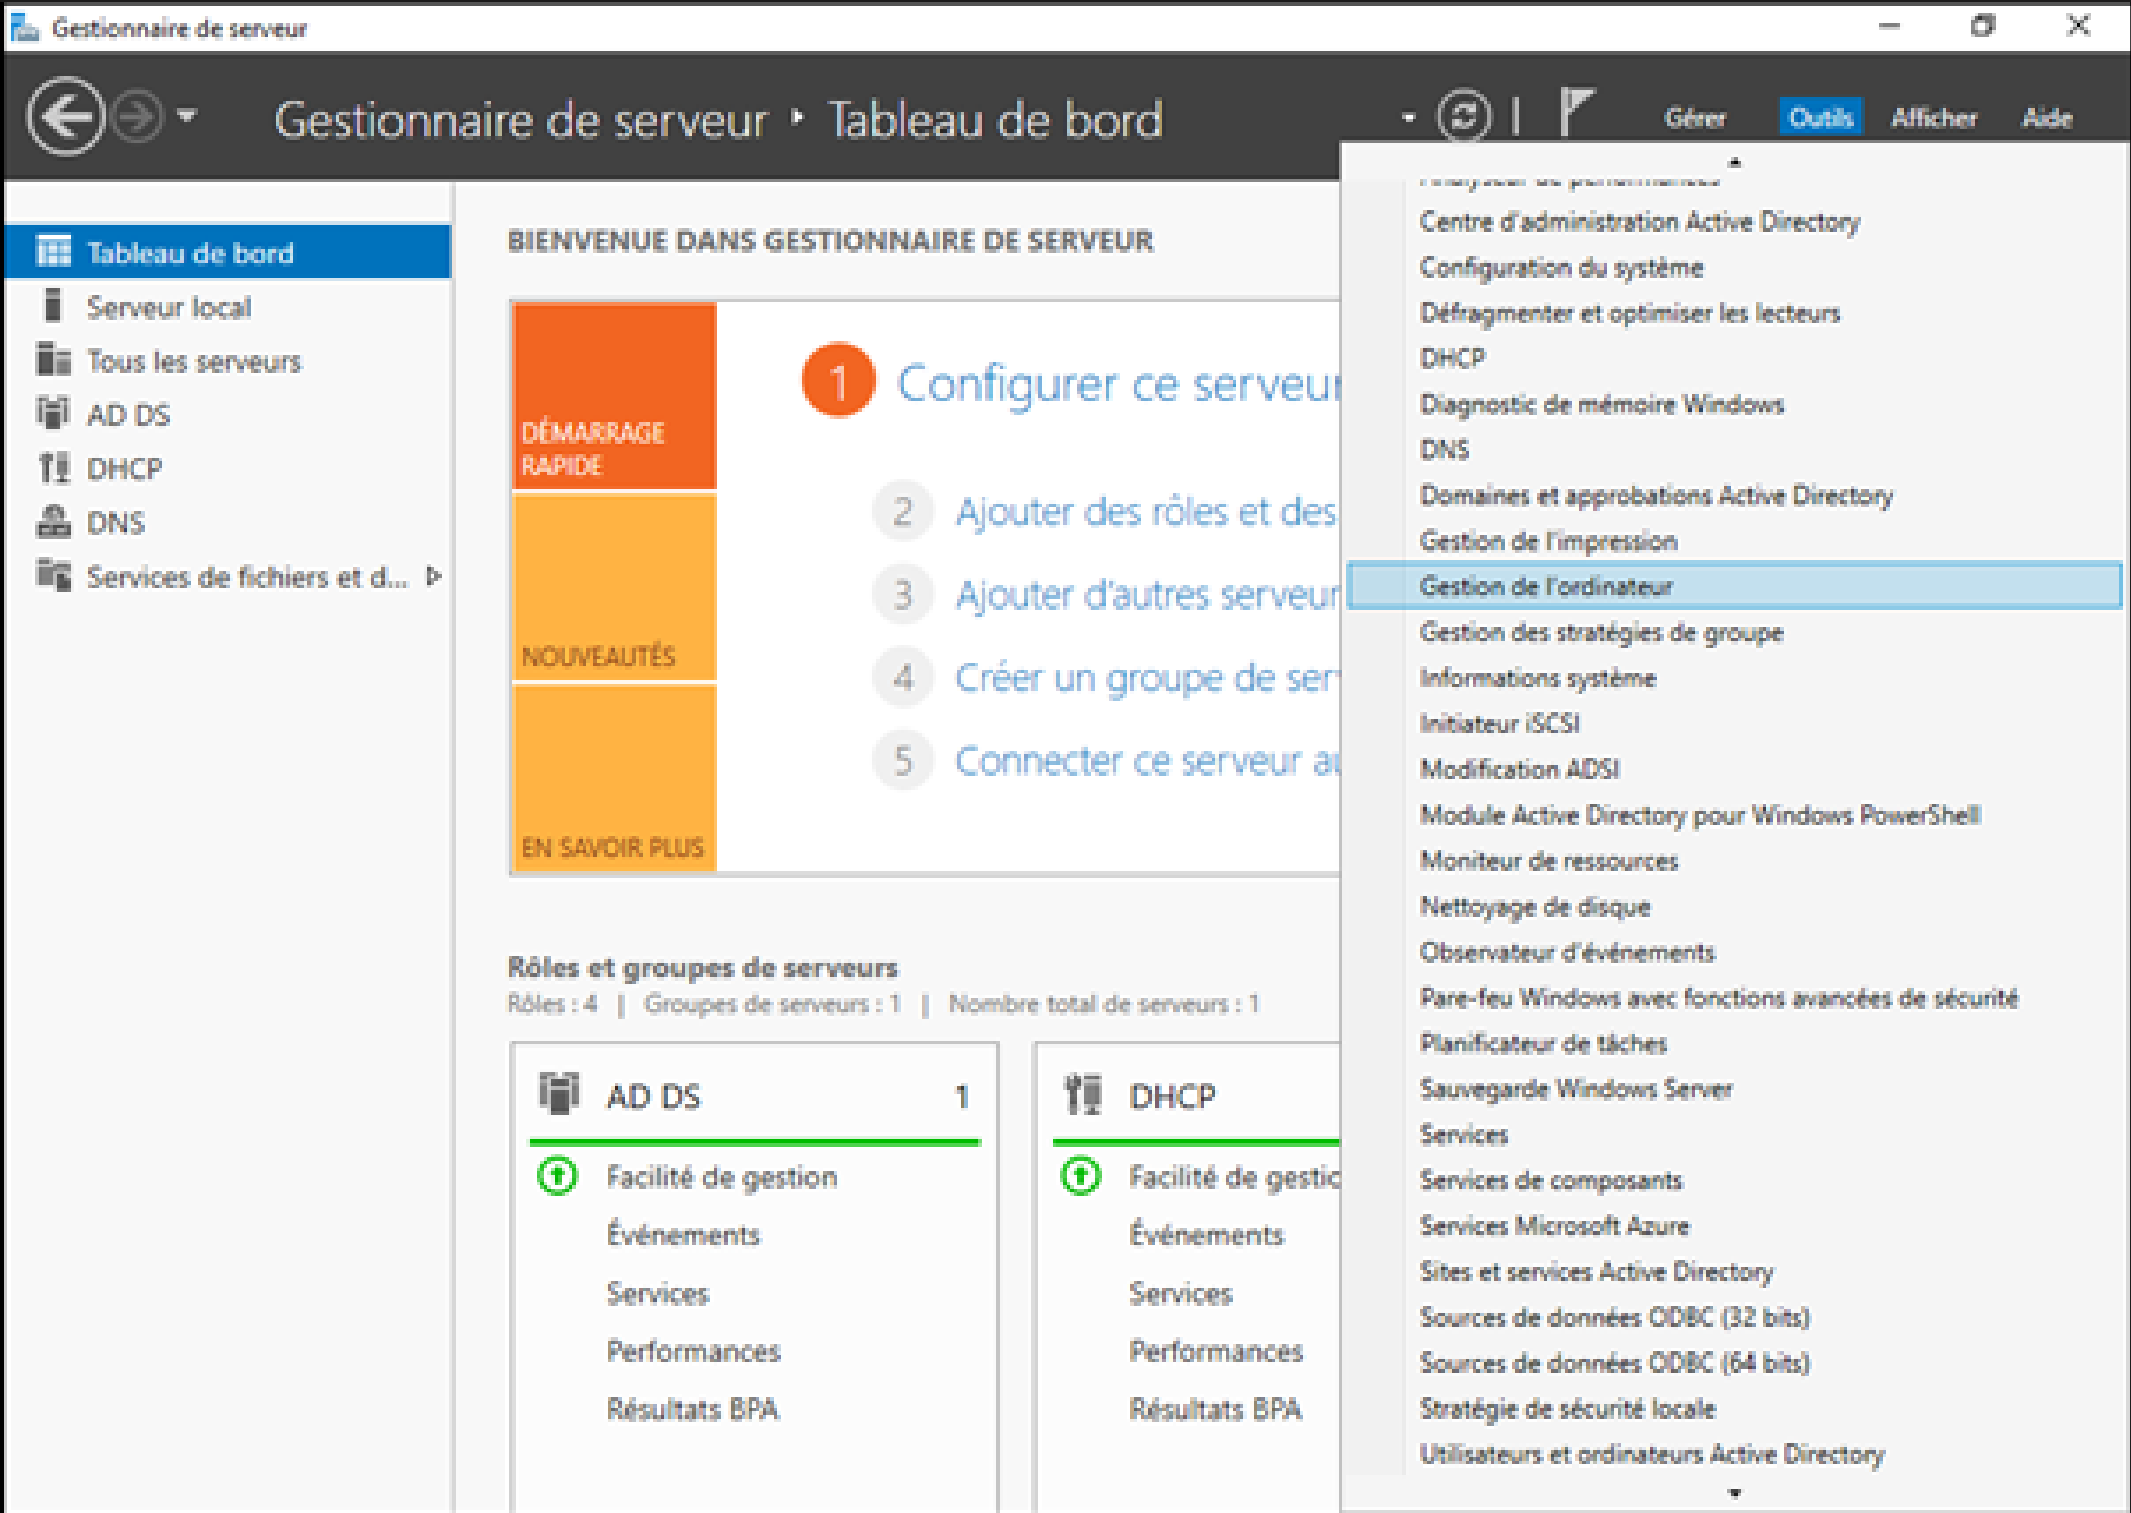 Gestionnaire de serveur
Gestionnaire de serveur ‣ Tableau de bord
Gérer
Outils
Afficher
Aide
Tableau de bord
Serveur local
Tous les serveurs
AD DS
DHCP
DNS
Services de fichiers et d...
BIENVENUE DANS GESTIONNAIRE DE SERVEUR
DÉMARRAGE
RAPIDE
NOUVEAUTÉS
EN SAVOIR PLUS
1 Configurer ce serveur
2 Ajouter des rôles et des
3 Ajouter d'autres serveur
4 Créer un groupe de ser
5 Connecter ce serveur au
Rôles et groupes de serveurs
Rôles : 4 | Groupes de serveurs : 1 | Nombre total de serveurs : 1
AD DS 1
Facilité de gestion
Événements
Services
Performances
Résultats BPA
DHCP
Facilité de gestio
Événements
Services
Performances
Résultats BPA
Centre d'administration Active Directory
Configuration du système
Défragmenter et optimiser les lecteurs
DHCP
Diagnostic de mémoire Windows
DNS
Domaines et approbations Active Directory
Gestion de l'impression
Gestion de l'ordinateur
Gestion des stratégies de groupe
Informations système
Initiateur iSCSI
Modification ADSI
Module Active Directory pour Windows PowerShell
Moniteur de ressources
Nettoyage de disque
Observateur d'événements
Pare-feu Windows avec fonctions avancées de sécurité
Planificateur de tâches
Sauvegarde Windows Server
Services
Services de composants
Services Microsoft Azure
Sites et services Active Directory
Sources de données ODBC (32 bits)
Sources de données ODBC (64 bits)
Stratégie de sécurité locale
Utilisateurs et ordinateurs Active Directory